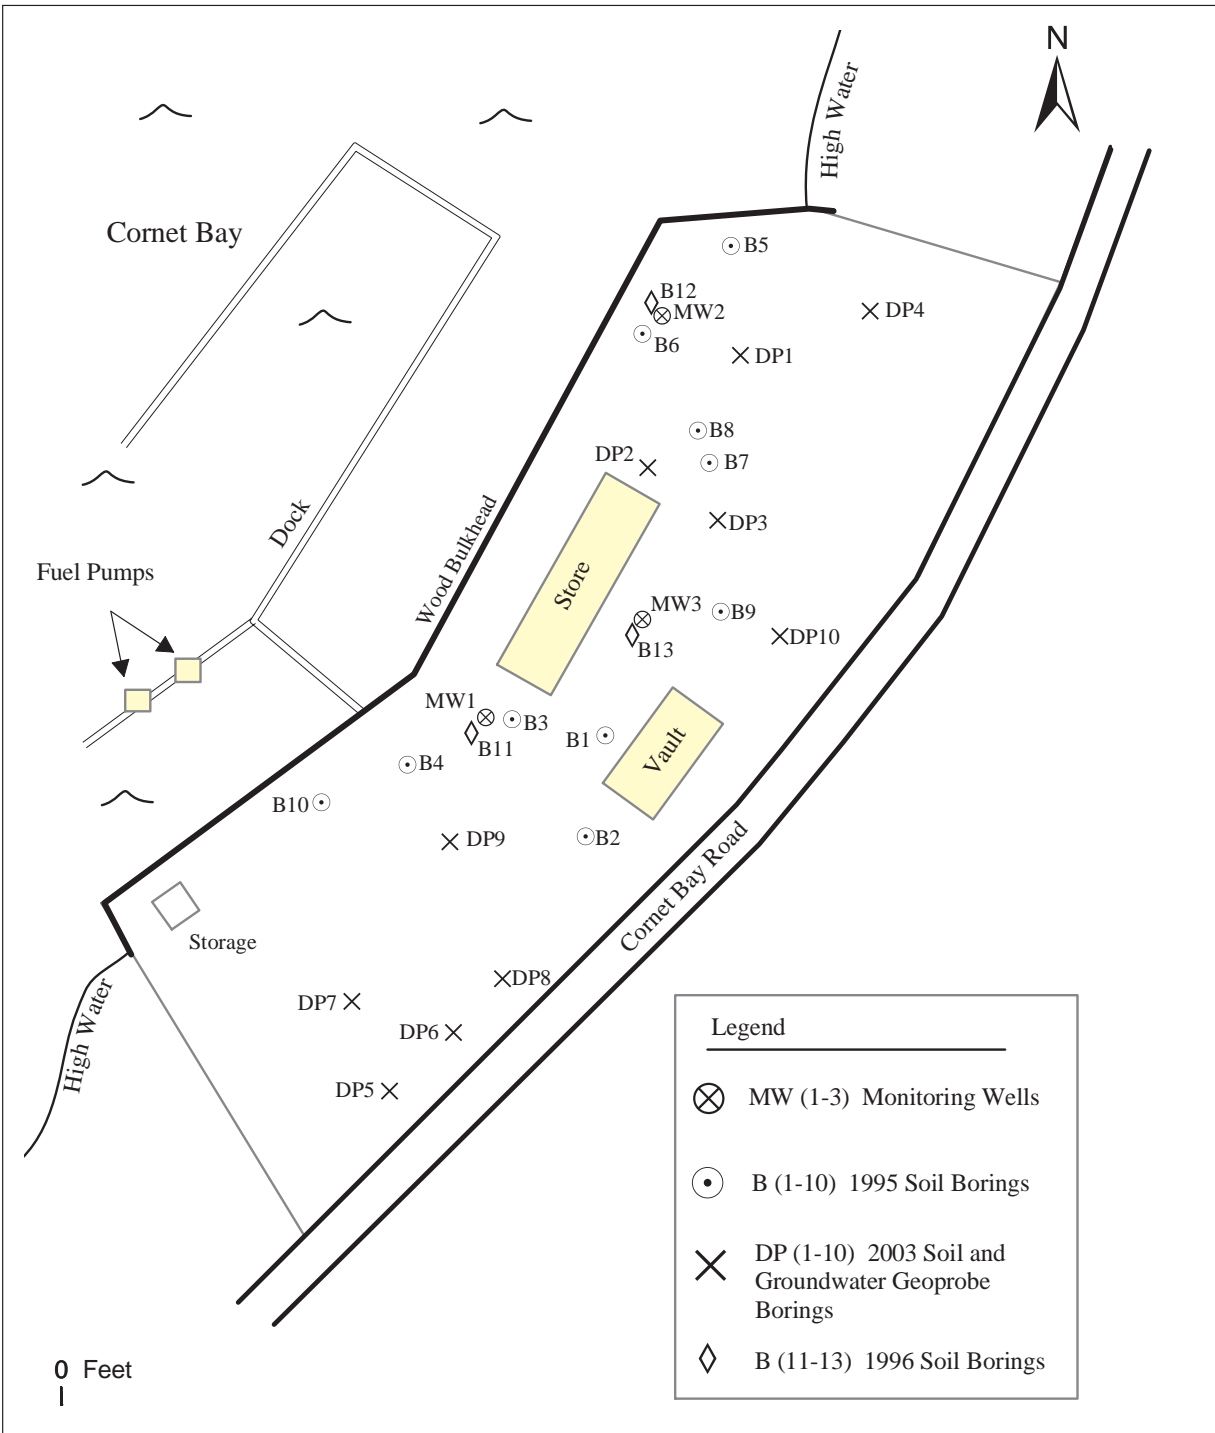 N
High Water
Cornet Bay
B5
B12
MW2
DP4
B6
DP1
B8
DP2
B7
Dock
Wood Bulkhead
DP3
Fuel Pumps
Store
MW3
B9
B13
DP10
MW1
B3
B1
B11
Vault
B4
B10
DP9
B2
Cornet Bay Road
Storage
High Water
DP8
DP7
DP6
DP5
Legend
MW (1-3) Monitoring Wells
B (1-10) 1995 Soil Borings
DP (1-10) 2003 Soil and
Groundwater Geoprobe
Borings
B (11-13) 1996 Soil Borings
0 Feet